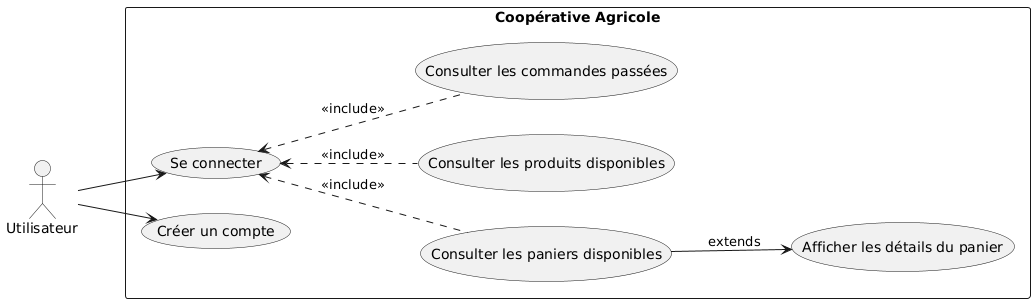 Coopérative Agricole
Consulter les commandes passées
«include»
Se connecter
«include»
Consulter les produits disponibles
«include»
Utilisateur
Créer un compte
Consulter les paniers disponibles
extends
Afficher les détails du panier